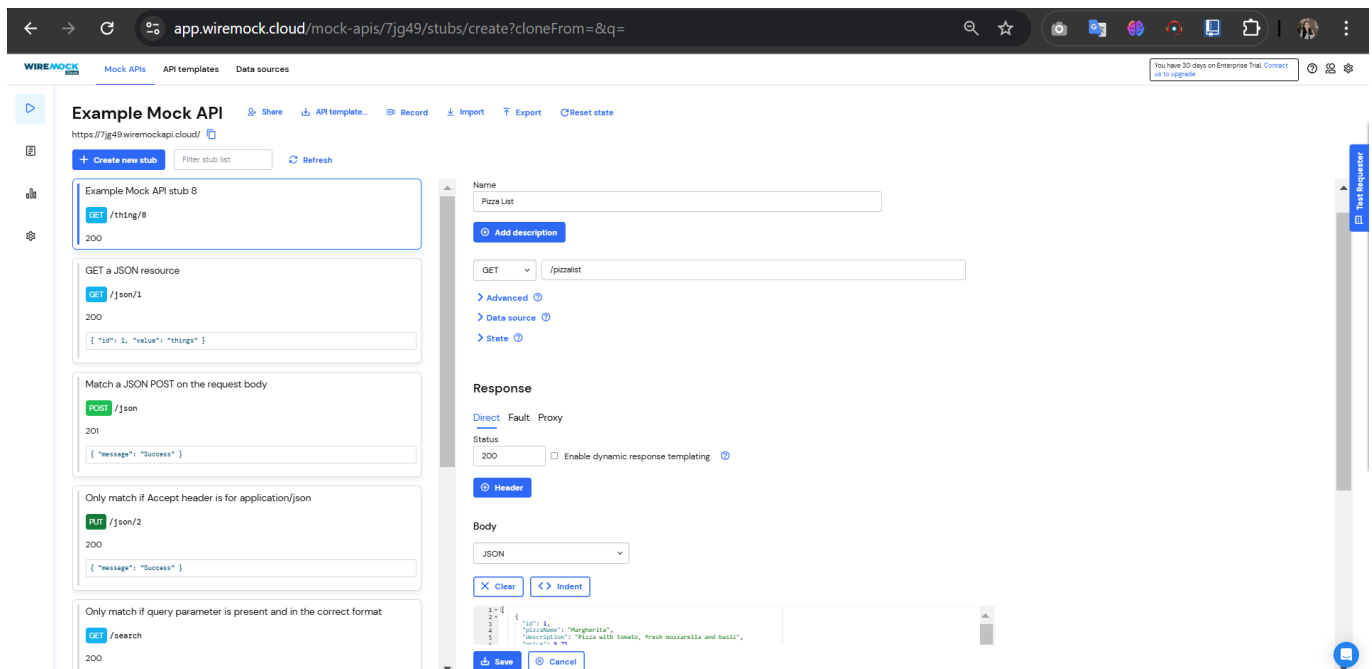 app.wiremock.cloud/mock-apis/7jg49/stubs/create?cloneFrom=&q=
WIREMOCK
Cloud
Mock APIs API templates Data sources
You have 30 days on Enterprise Trial. Contact
us to upgrade
Example Mock API
Share API template... Record Import Export Reset state
https://7jg49.wiremockapi.cloud/
Create new stub
Filter stub list
Refresh
Test Requester
Example Mock API stub 8
GET /thing/8
200
GET a JSON resource
GET /json/1
200
{ "id": 1, "value": "things" }
Match a JSON POST on the request body
POST /json
201
{ "message": "Success" }
Only match if Accept header is for application/json
PUT /json/2
200
{ "message": "Success" }
Only match if query parameter is present and in the correct format
GET /search
200
Name
Pizza List
Add description
GET /pizzalist
Advanced
Data source
State
Response
Direct Fault Proxy
Status
200 Enable dynamic response templating
Header
Body
JSON
Clear Indent
1 [
2 {
3 "id": 1,
4 "pizzaName": "Margherita",
5 "description": "Pizza with tomato, fresh mozzarella and basil",
Save Cancel